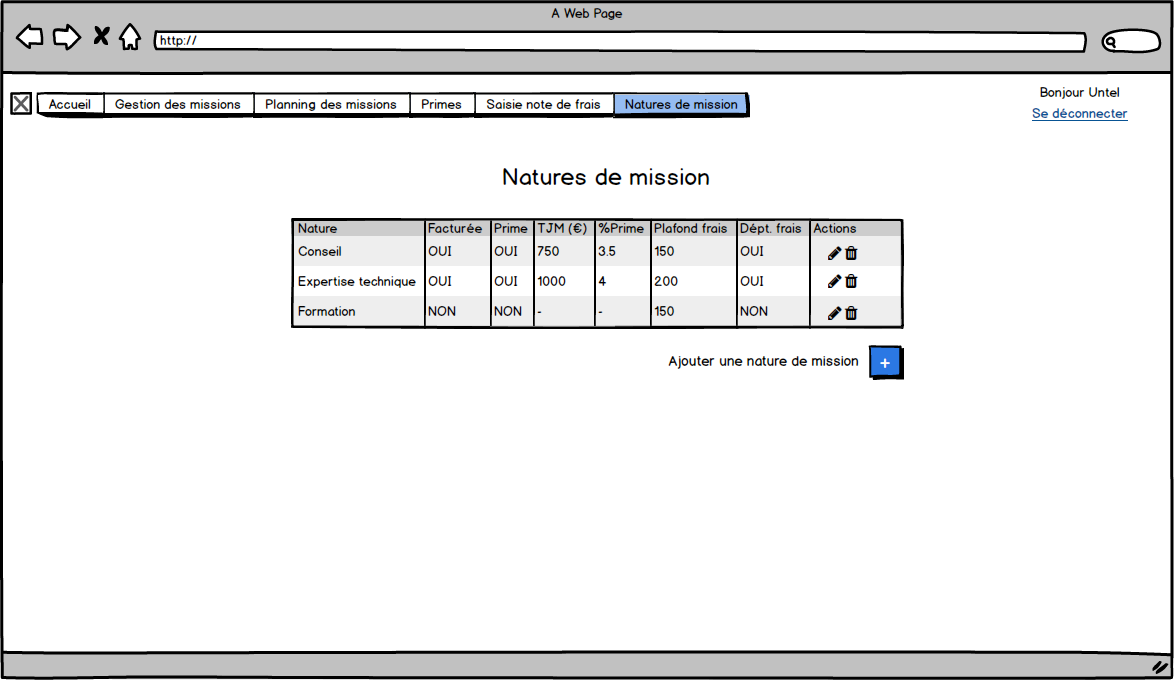 A Web Page
http://
Accueil Gestion des missions Planning des missions Primes Saisie note de frais Natures de mission
Bonjour Untel
Se déconnecter
Natures de mission
Nature Facturée Prime TJM (€) %Prime Plafond frais Dépt. frais Actions
Conseil OUI OUI 750 3.5 150 OUI
Expertise technique OUI OUI 1000 4 200 OUI
Formation NON NON - - 150 NON
Ajouter une nature de mission +